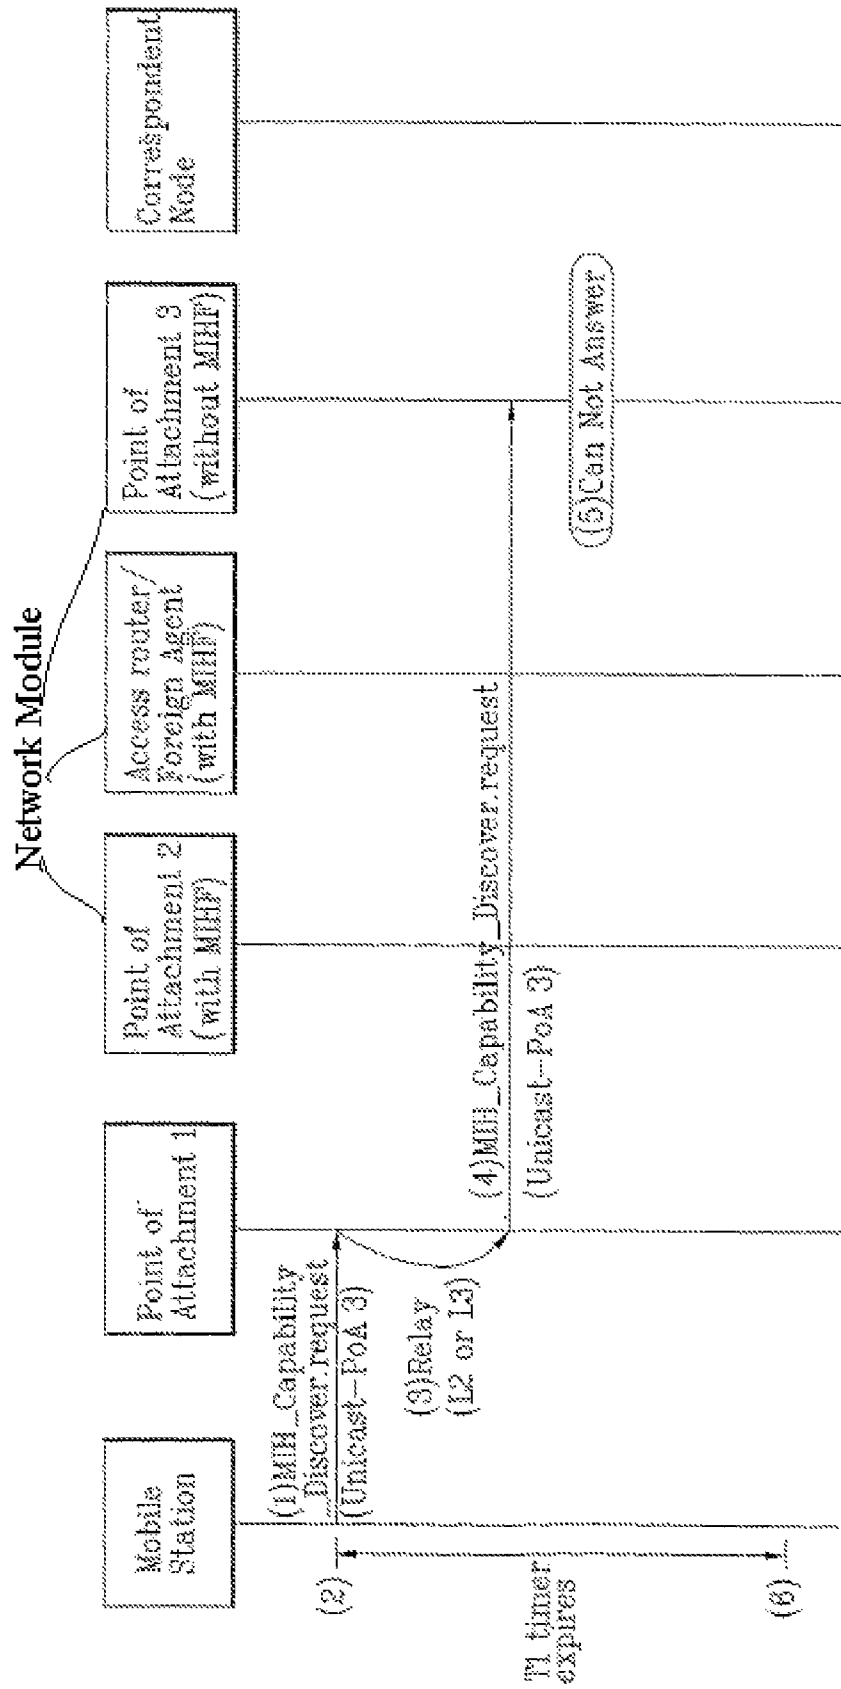 Network Module
Mobile
Station
Point of
Attachment 1
Point of
Attachment 2
(with MIHF)
Access router/
Foreign Agent
(with MIHF)
Point of
Attachment 3
(without MIHF)
Correspondent
Node
(1)MIH_Capability
_Discover.request
(Unicast-PoA 3)
(2)
(3)Relay
(L2 or L3)
(4)MIH_Capability_Discover.request
(Unicast-PoA 3)
(5)Can Not Answer
T1 timer
expires
(6)